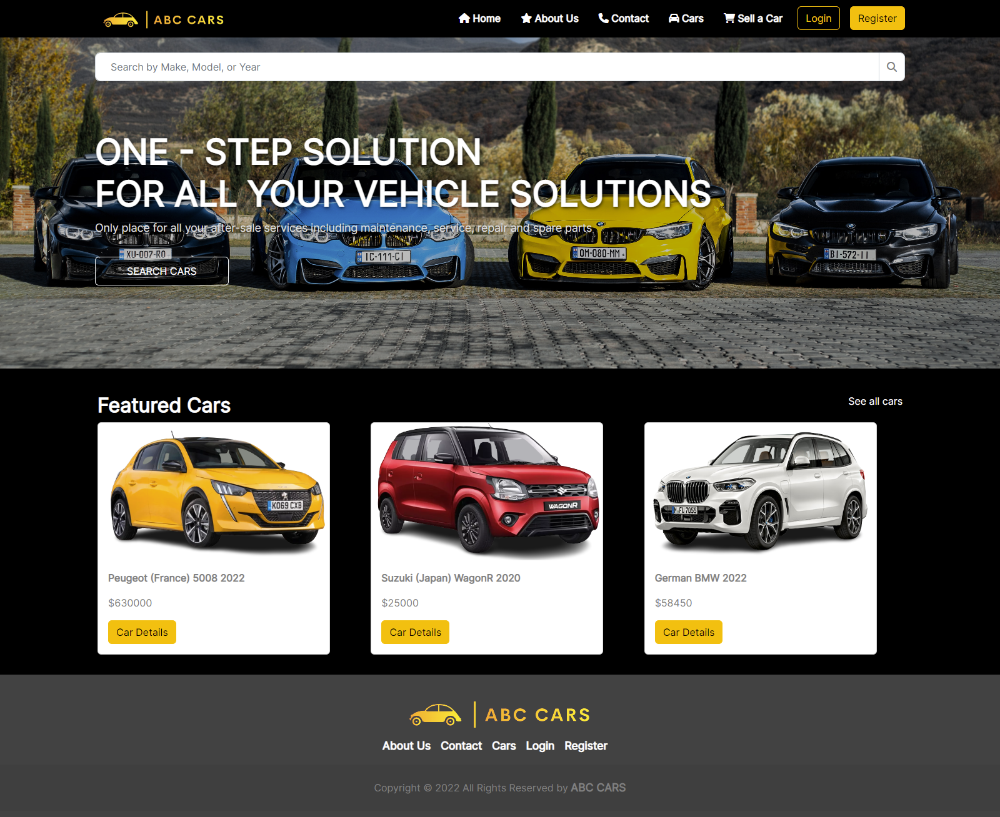 ABC CARS
Home About Us Contact Cars Sell a Car Login Register
Search by Make, Model, or Year
ONE - STEP SOLUTION
FOR ALL YOUR VEHICLE SOLUTIONS
Only place for all your after-sale services including maintenance, service, repair and spare parts
XU-007-RO
IC-111-CI
QM-080-MM
BI-572-II
SEARCH CARS
Featured Cars
See all cars
KO69 CXB
WAGONR
M FU 7055
Peugeot (France) 5008 2022
Suzuki (Japan) WagonR 2020
German BMW 2022
$630000
$25000
$58450
Car Details
Car Details
Car Details
ABC CARS
About Us Contact Cars Login Register
Copyright © 2022 All Rights Reserved by ABC CARS